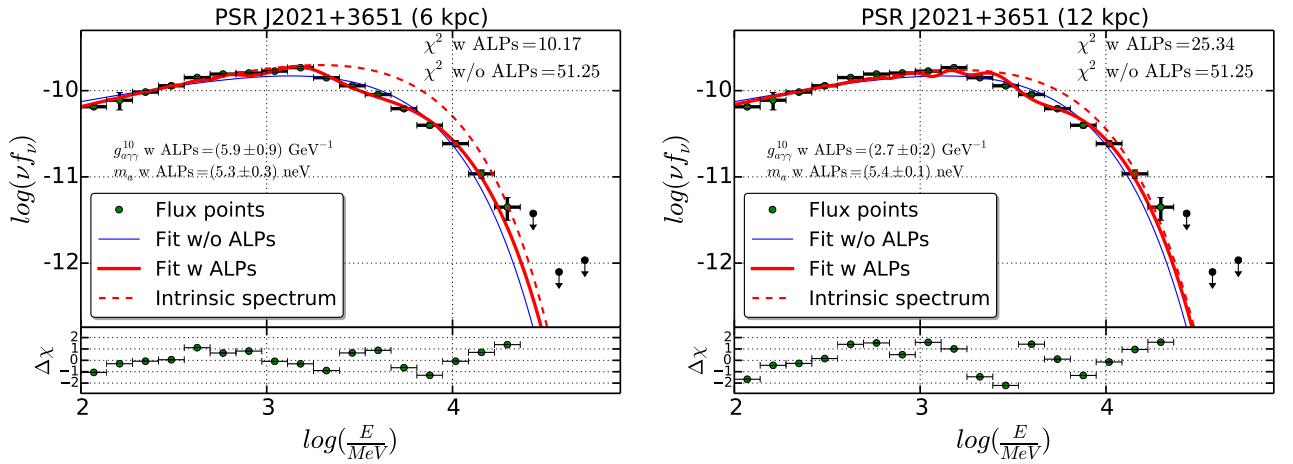 PSR J2021+3651 (6 kpc)
χ² w ALPs=10.17
χ² w/o ALPs=51.25
-10
-11
-12
log(νf_ν)
g^{10}_{aγγ} w ALPs=(5.9±0.9) GeV⁻¹
m_a w ALPs=(5.3±0.3) neV
Flux points
Fit w/o ALPs
Fit w ALPs
Intrinsic spectrum
Δχ
2
1
0
−1
−2
2 3 4
log(E/MeV)
PSR J2021+3651 (12 kpc)
χ² w ALPs=25.34
χ² w/o ALPs=51.25
-10
-11
-12
log(νf_ν)
g^{10}_{aγγ} w ALPs=(2.7±0.2) GeV⁻¹
m_a w ALPs=(5.4±0.1) neV
Flux points
Fit w/o ALPs
Fit w ALPs
Intrinsic spectrum
Δχ
2
1
0
−1
−2
2 3 4
log(E/MeV)